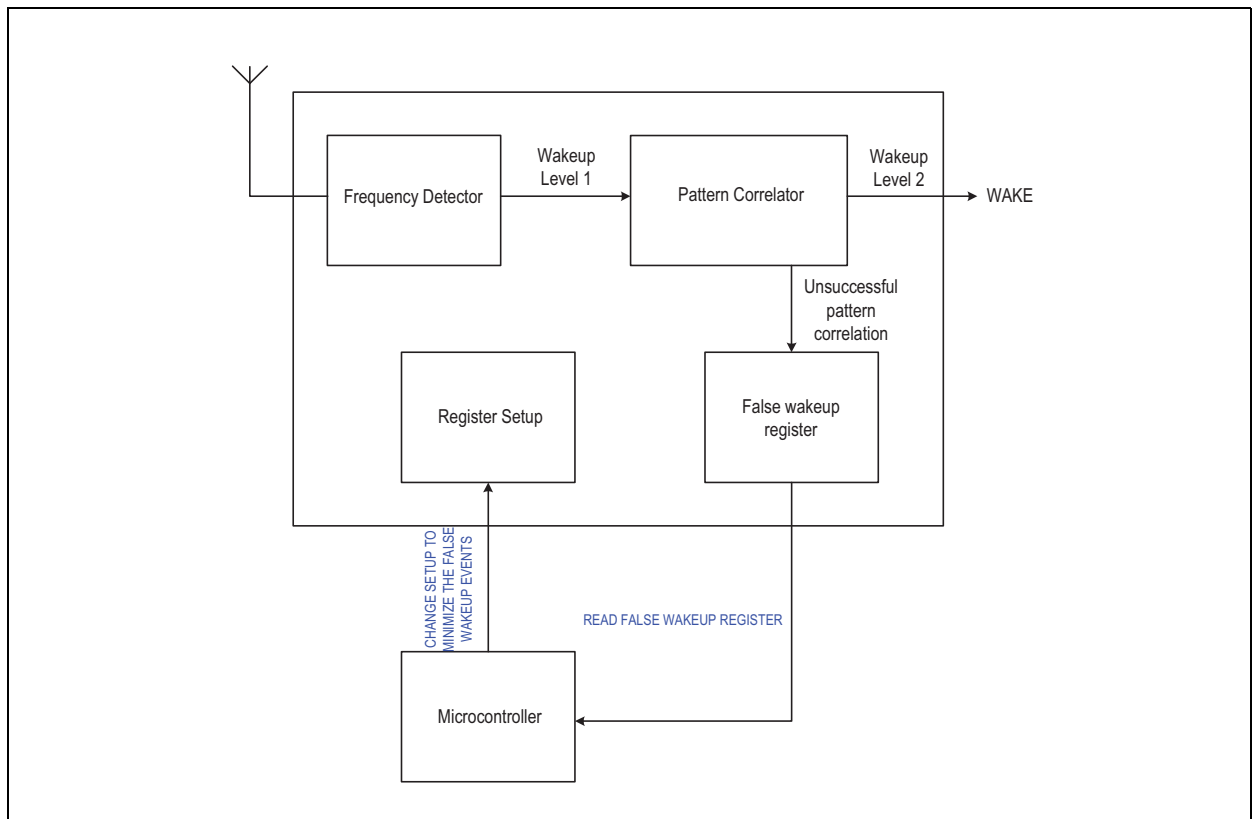 Wakeup
Level 1
Wakeup
Level 2
Frequency Detector
Pattern Correlator
WAKE
Unsuccessful
pattern
correlation
Register Setup
False wakeup
register
CHANGE SETUP TO
MINIMIZE THE FALSE
WAKEUP EVENTS
READ FALSE WAKEUP REGISTER
Microcontroller